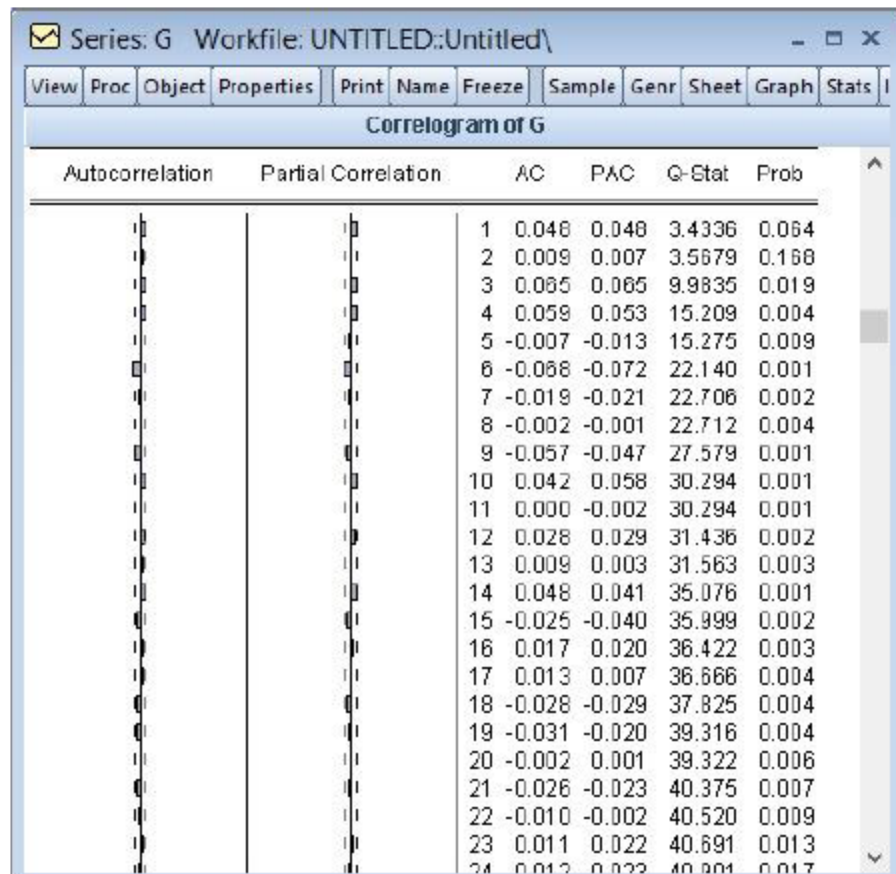 Series: G Workfile: UNTITLED::Untitled\
View Proc Object Properties Print Name Freeze Sample Genr Sheet Graph Stats
Correlogram of G
Autocorrelation Partial Correlation AC PAC Q-Stat Prob
1 0.048 0.048 3.4336 0.064
2 0.009 0.007 3.5679 0.168
3 0.065 0.065 9.9835 0.019
4 0.059 0.053 15.209 0.004
5 -0.007 -0.013 15.275 0.009
6 -0.068 -0.072 22.140 0.001
7 -0.019 -0.021 22.706 0.002
8 -0.002 -0.001 22.712 0.004
9 -0.057 -0.047 27.579 0.001
10 0.042 0.058 30.294 0.001
11 0.000 -0.002 30.294 0.001
12 0.028 0.029 31.436 0.002
13 0.009 0.003 31.563 0.003
14 0.048 0.041 35.076 0.001
15 -0.025 -0.040 35.999 0.002
16 0.017 0.020 36.422 0.003
17 0.013 0.007 36.666 0.004
18 -0.028 -0.029 37.825 0.004
19 -0.031 -0.020 39.316 0.004
20 -0.002 0.001 39.322 0.006
21 -0.026 -0.023 40.375 0.007
22 -0.010 -0.002 40.520 0.009
23 0.011 0.022 40.691 0.013
24 0.012 0.023 40.901 0.017